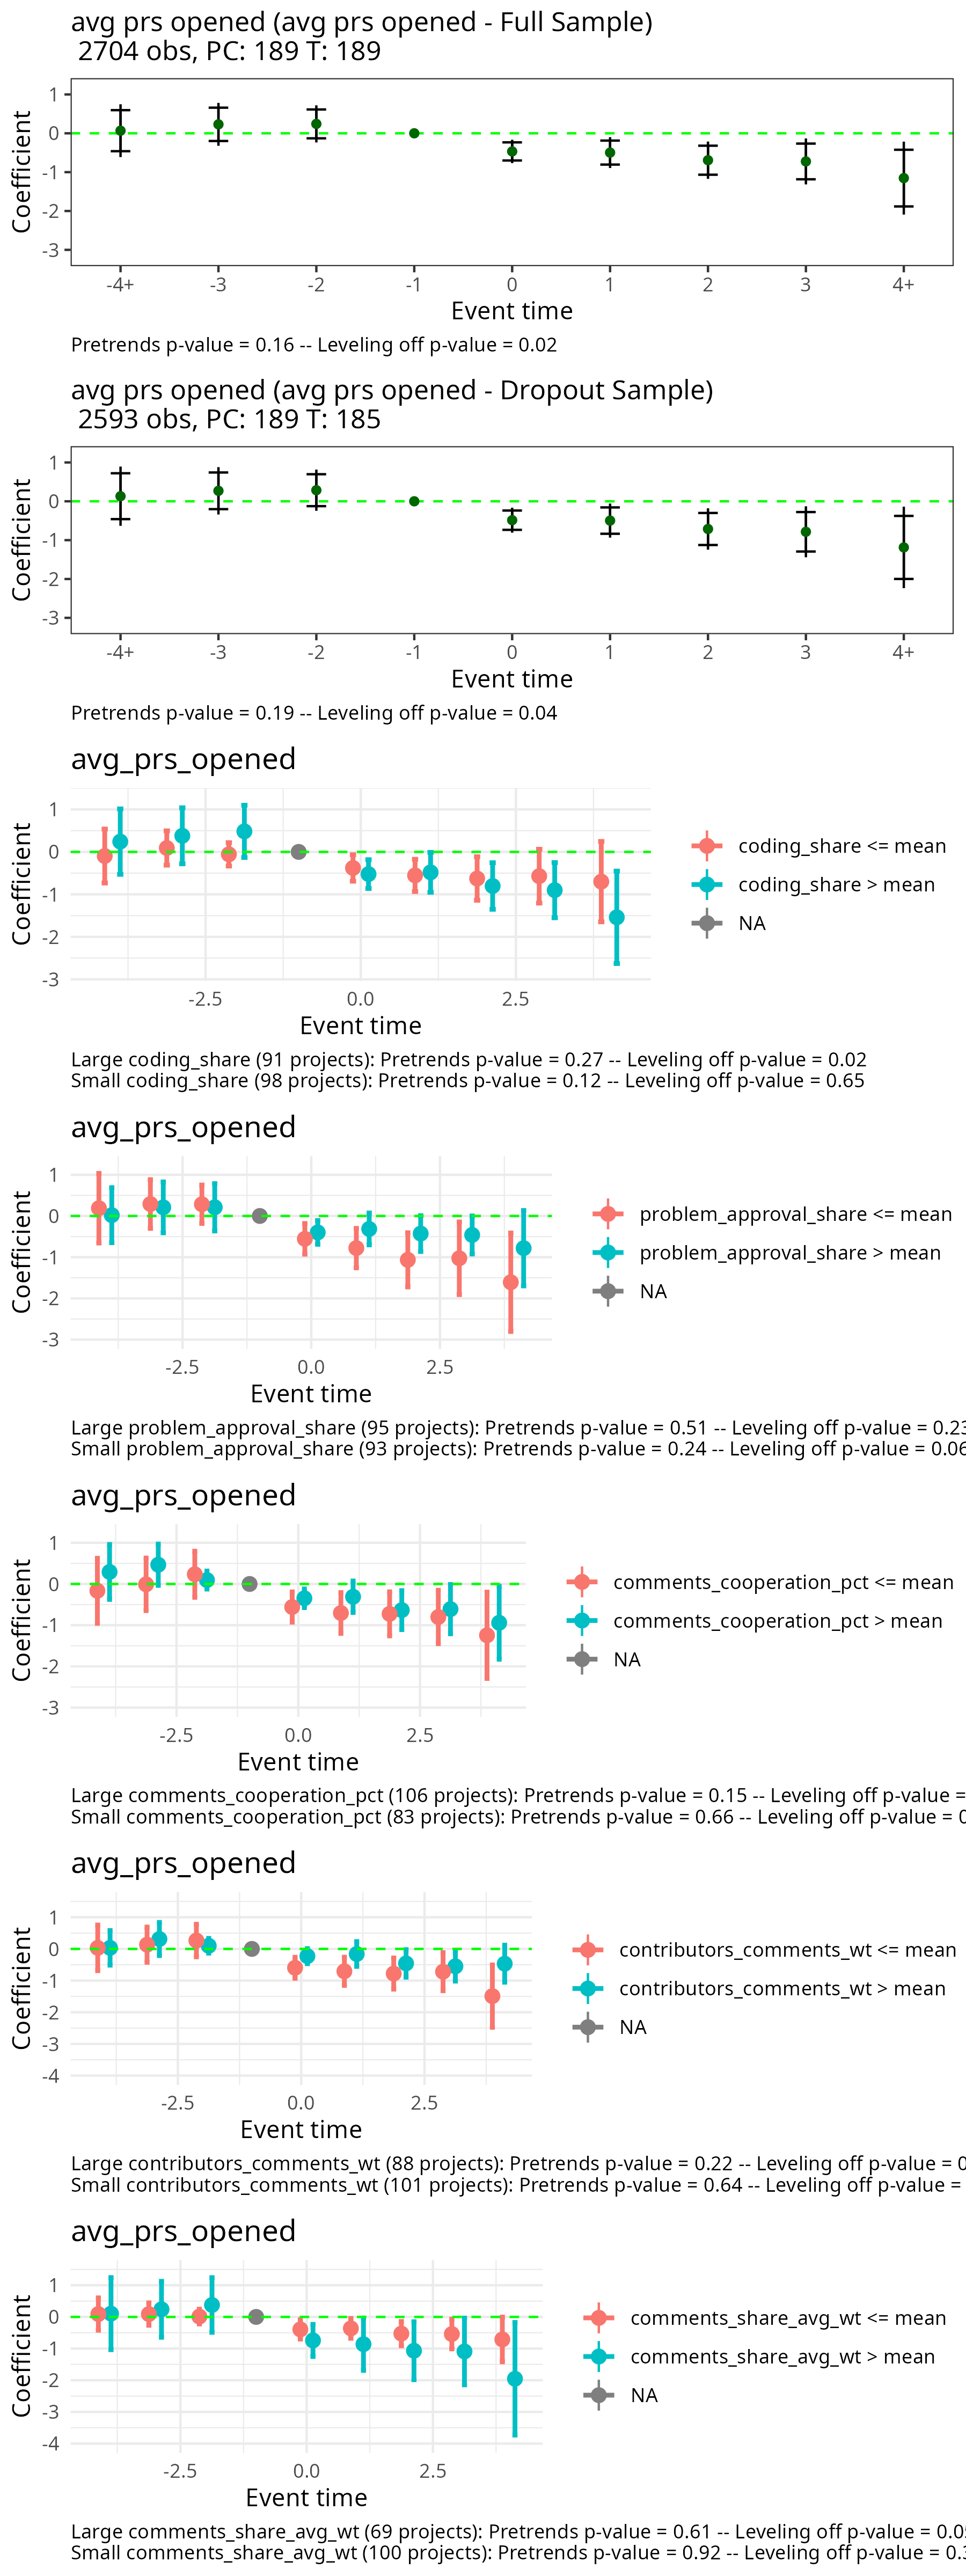 avg prs opened (avg prs opened - Full Sample)
2704 obs, PC: 189 T: 189
1
0
-1
-2
-3
Coefficient
-4+ -3 -2 -1 0 1 2 3 4+
Event time
Pretrends p-value = 0.16 -- Leveling off p-value = 0.02
avg prs opened (avg prs opened - Dropout Sample)
2593 obs, PC: 189 T: 185
1
0
-1
-2
-3
Coefficient
-4+ -3 -2 -1 0 1 2 3 4+
Event time
Pretrends p-value = 0.19 -- Leveling off p-value = 0.04
avg_prs_opened
1
0
-1
-2
-3
Coefficient
-2.5 0.0 2.5
Event time
coding_share <= mean
coding_share > mean
NA
Large coding_share (91 projects): Pretrends p-value = 0.27 -- Leveling off p-value = 0.02
Small coding_share (98 projects): Pretrends p-value = 0.12 -- Leveling off p-value = 0.65
avg_prs_opened
1
0
-1
-2
-3
Coefficient
-2.5 0.0 2.5
Event time
problem_approval_share <= mean
problem_approval_share > mean
NA
Large problem_approval_share (95 projects): Pretrends p-value = 0.51 -- Leveling off p-value = 0.23
Small problem_approval_share (93 projects): Pretrends p-value = 0.24 -- Leveling off p-value = 0.06
avg_prs_opened
1
0
-1
-2
-3
Coefficient
-2.5 0.0 2.5
Event time
comments_cooperation_pct <= mean
comments_cooperation_pct > mean
NA
Large comments_cooperation_pct (106 projects): Pretrends p-value = 0.15 -- Leveling off p-value =
Small comments_cooperation_pct (83 projects): Pretrends p-value = 0.66 -- Leveling off p-value =
avg_prs_opened
1
0
-1
-2
-3
-4
Coefficient
-2.5 0.0 2.5
Event time
contributors_comments_wt <= mean
contributors_comments_wt > mean
NA
Large contributors_comments_wt (88 projects): Pretrends p-value = 0.22 -- Leveling off p-value =
Small contributors_comments_wt (101 projects): Pretrends p-value = 0.64 -- Leveling off p-value =
avg_prs_opened
1
0
-1
-2
-3
-4
Coefficient
-2.5 0.0 2.5
Event time
comments_share_avg_wt <= mean
comments_share_avg_wt > mean
NA
Large comments_share_avg_wt (69 projects): Pretrends p-value = 0.61 -- Leveling off p-value =
Small comments_share_avg_wt (100 projects): Pretrends p-value = 0.92 -- Leveling off p-value =